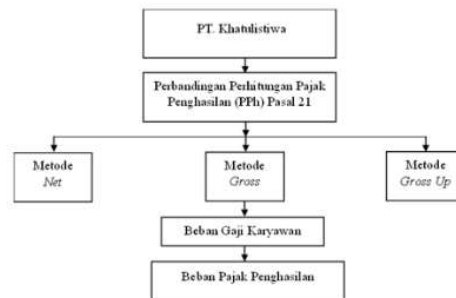 PT. Khatulistiwa
Perbandingan Perhitungan Pajak
Penghasilan (PPh) Pasal 21
Metode
Net
Metode
Gross
Metode
Gross Up
Beban Gaji Karyawan
Beban Pajak Penghasilan